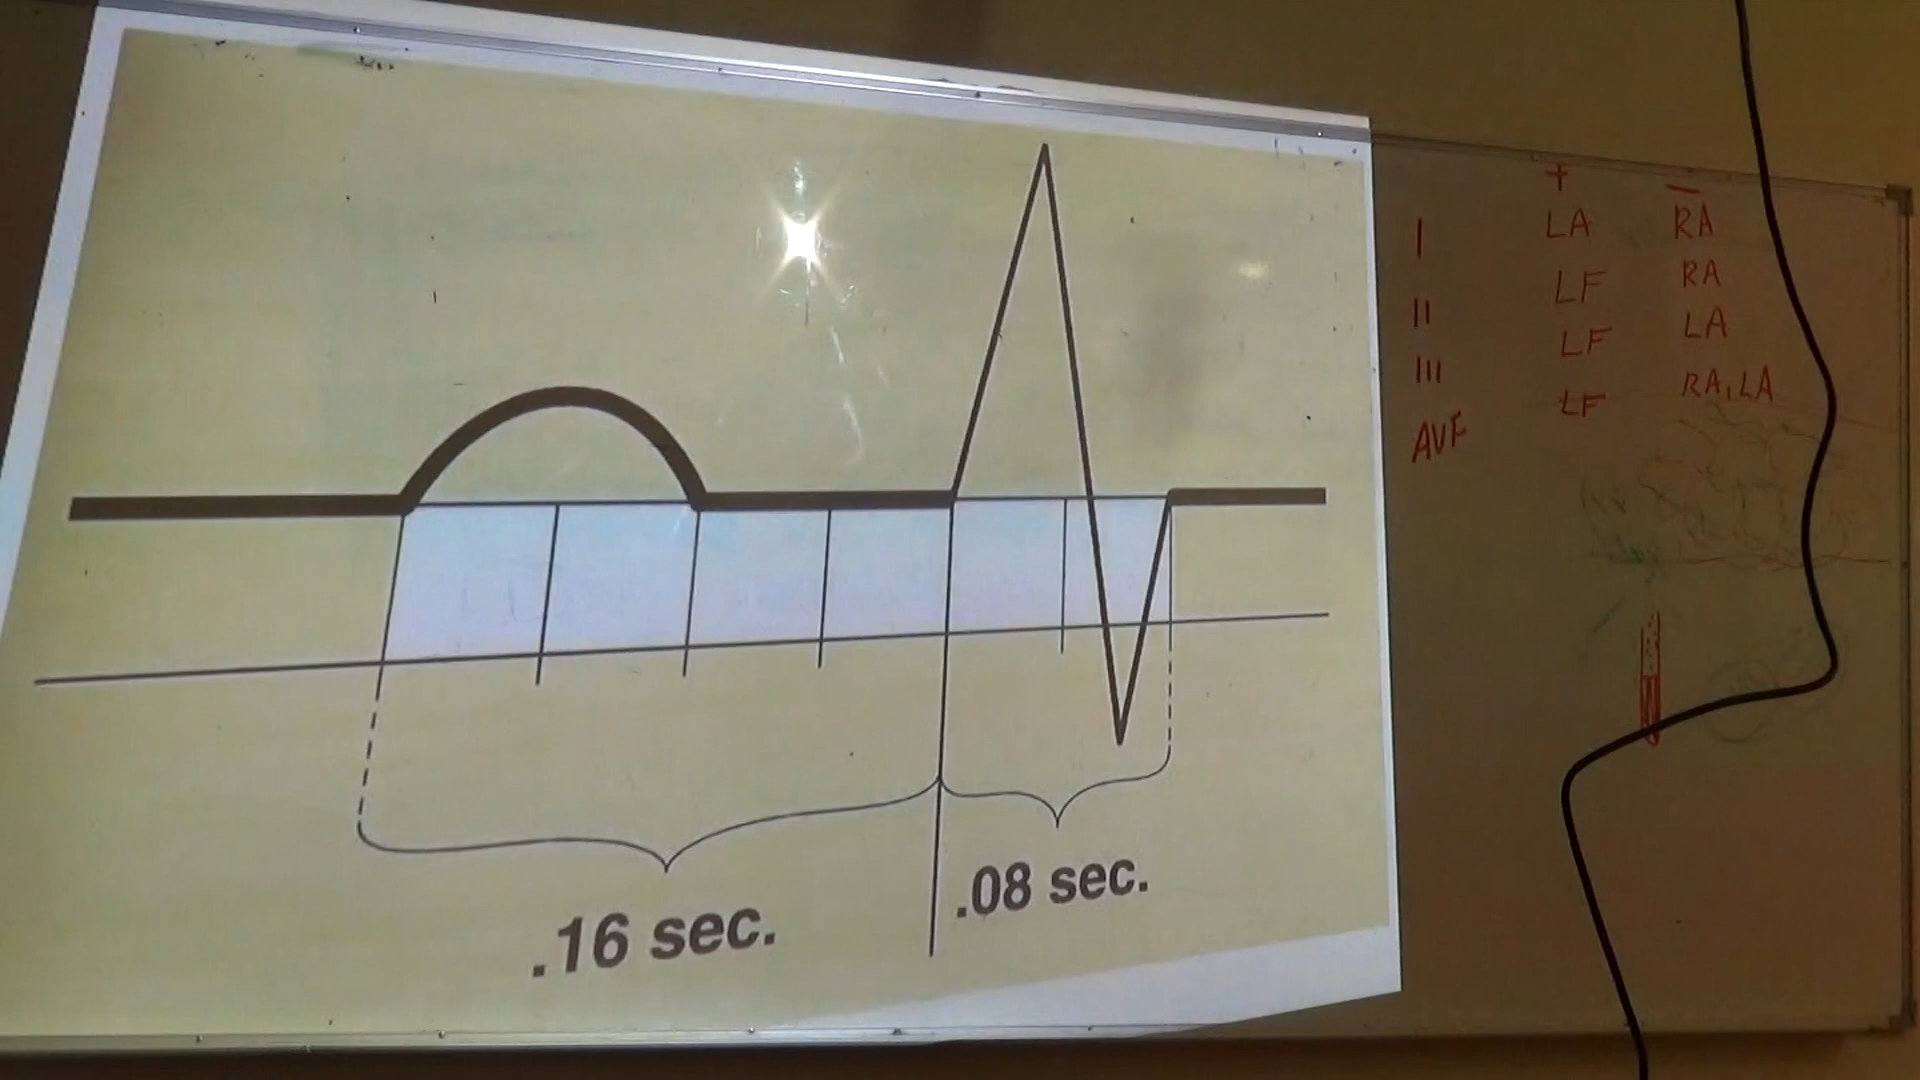 .16 sec.
.08 sec.
+ –
I LA RA
II LF RA
III LF LA
AVF LF RA, LA